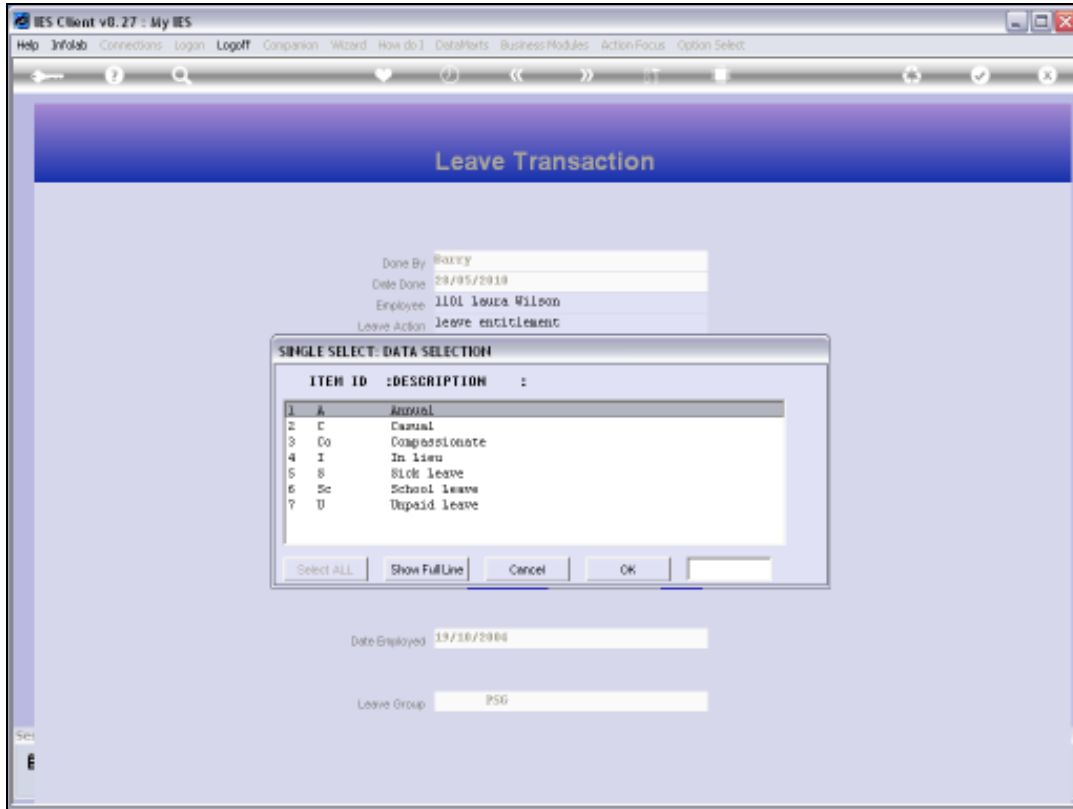 IES Client v8.27 : My IES
Help Infolab Connections Logon Logoff Companion Wizard How do I DataMarts Business Modules Action Focus Option Select
Leave Transaction
Done By Barry
Date Done 28/05/2010
Employee 1101 Laura Wilson
Leave Action leave entitlement
SINGLE SELECT: DATA SELECTION
ITEM ID :DESCRIPTION :
1 A Annual
2 C Casual
3 Co Compassionate
4 I In lieu
5 S Sick leave
6 Sc School leave
7 U Unpaid leave
Select ALL Show Full Line Cancel OK
Date Employed
Leave Group PSG